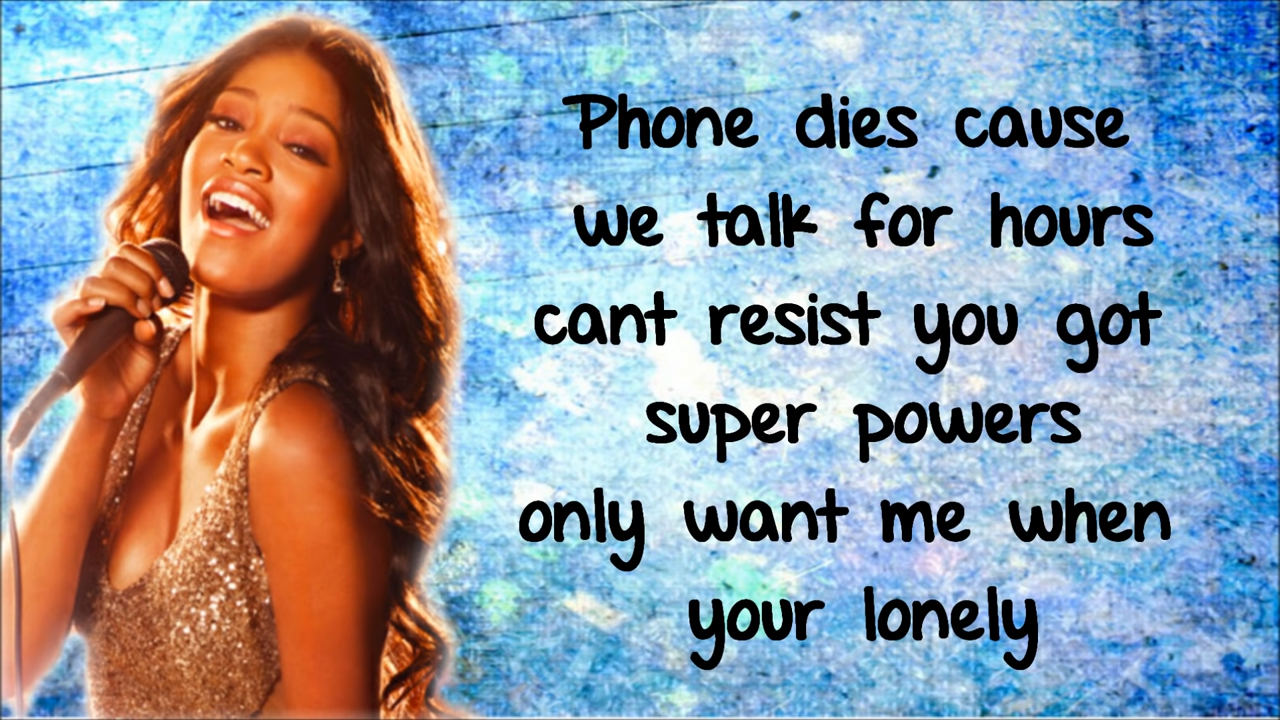 Phone dies cause
we talk for hours
cant resist you got
super powers
only want me when
your lonely